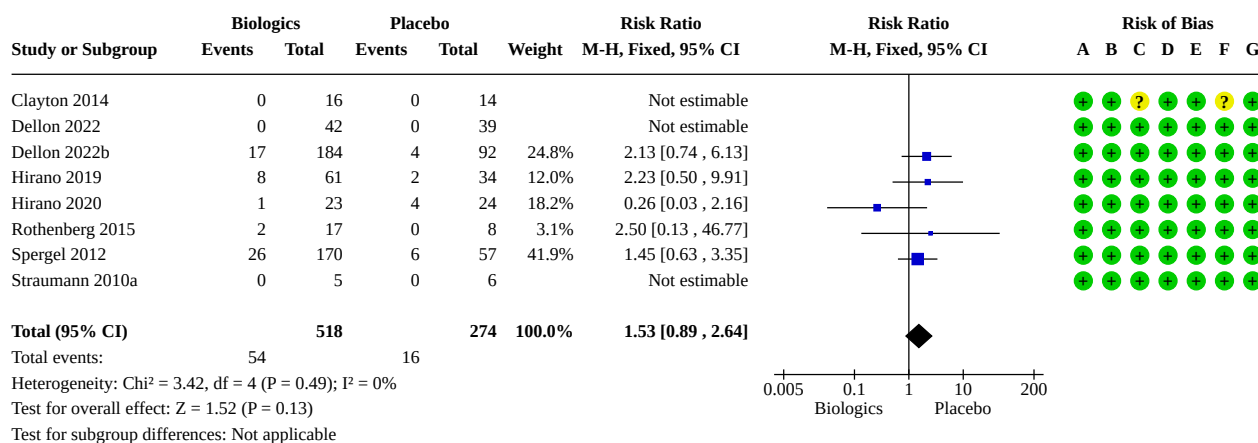 Biologics Placebo Risk Ratio Risk Ratio Risk of Bias
Study or Subgroup Events Total Events Total Weight M-H, Fixed, 95% CI M-H, Fixed, 95% CI A B C D E F G
Clayton 2014 0 16 0 14 Not estimable + + ? + + ? +
Dellon 2022 0 42 0 39 Not estimable + + + + + + +
Dellon 2022b 17 184 4 92 24.8% 2.13 [0.74 , 6.13] + + + + + + +
Hirano 2019 8 61 2 34 12.0% 2.23 [0.50 , 9.91] + + + + + + +
Hirano 2020 1 23 4 24 18.2% 0.26 [0.03 , 2.16] + + + + + + +
Rothenberg 2015 2 17 0 8 3.1% 2.50 [0.13 , 46.77] + + + + + + +
Spergel 2012 26 170 6 57 41.9% 1.45 [0.63 , 3.35] + + + + + + +
Straumann 2010a 0 5 0 6 Not estimable + + + + + + +
Total (95% CI) 518 274 100.0% 1.53 [0.89 , 2.64]
Total events: 54 16
Heterogeneity: Chi² = 3.42, df = 4 (P = 0.49); I² = 0%
0.005 0.1 1 10 200
Test for overall effect: Z = 1.52 (P = 0.13) Biologics Placebo
Test for subgroup differences: Not applicable